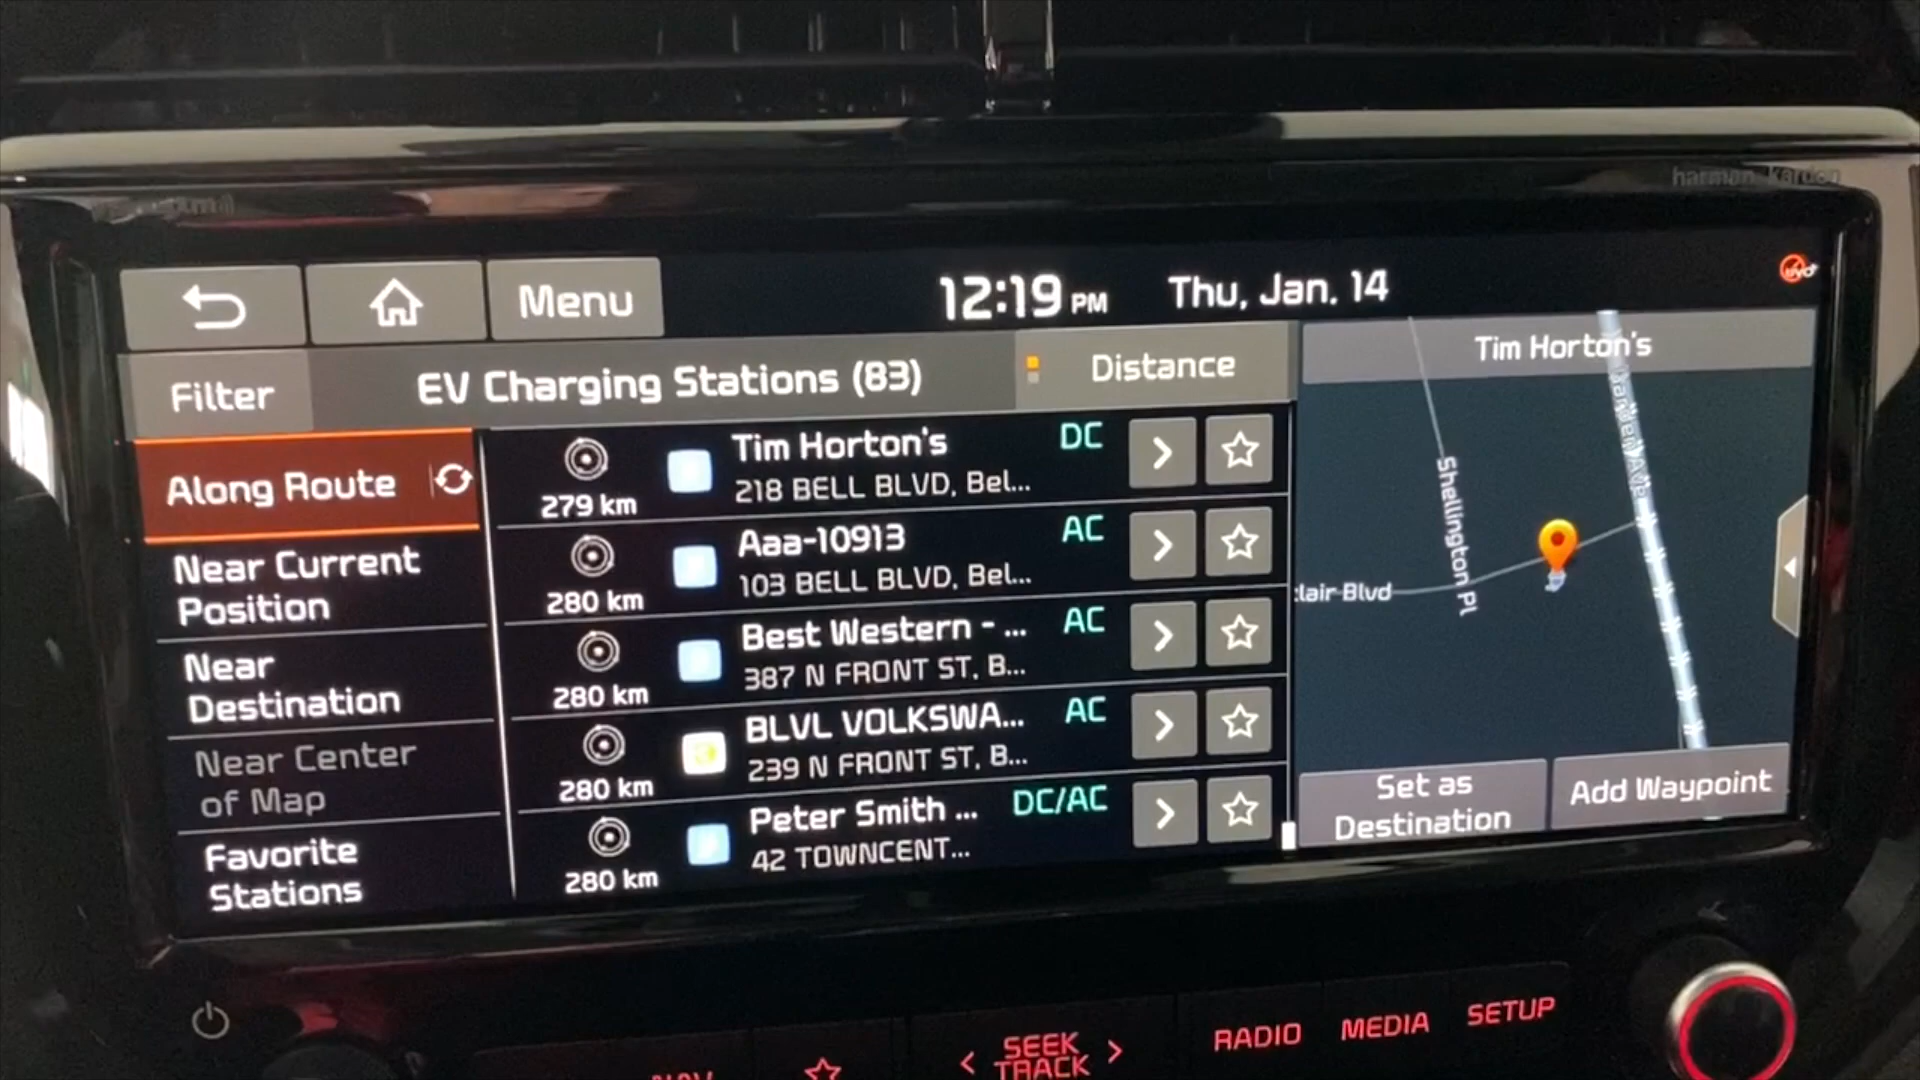 harman/kardon
Menu
12:19 PM
Thu, Jan. 14
Filter
EV Charging Stations (83)
Distance
Tim Horton's
Along Route
Near Current
Position
Near
Destination
Near Center
of Map
Favorite
Stations
279 km
Tim Horton's
DC
218 BELL BLVD, Bel...
280 km
Aaa-10913
AC
103 BELL BLVD, Bel...
280 km
Best Western - ...
AC
387 N FRONT ST, B...
280 km
BLVL VOLKSWA...
AC
239 N FRONT ST, B...
280 km
Peter Smith ...
DC/AC
42 TOWNCENT...
Shellington Pl
clair Blvd
Set as
Destination
Add Waypoint
NAV
SEEK
TRACK
RADIO
MEDIA
SETUP